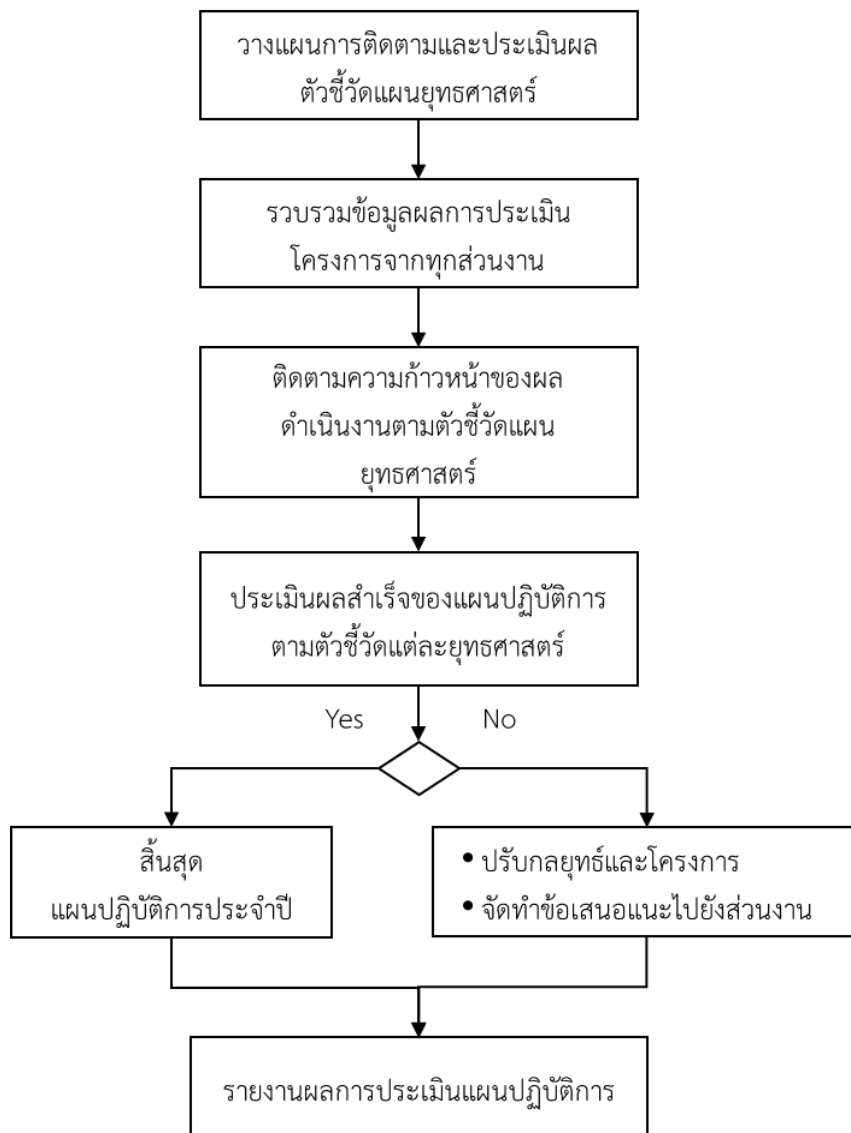 วางแผนการติดตามและประเมินผล
ตัวชี้วัดแผนยุทธศาสตร์
รวบรวมข้อมูลผลการประเมิน
โครงการจากทุกส่วนงาน
ติดตามความก้าวหน้าของผล
ดำเนินงานตามตัวชี้วัดแผน
ยุทธศาสตร์
ประเมินผลสำเร็จของแผนปฏิบัติการ
ตามตัวชี้วัดแต่ละยุทธศาสตร์
Yes
No
สิ้นสุด
แผนปฏิบัติการประจำปี
• ปรับกลยุทธ์และโครงการ
• จัดทำข้อเสนอแนะไปยังส่วนงาน
รายงานผลการประเมินแผนปฏิบัติการ